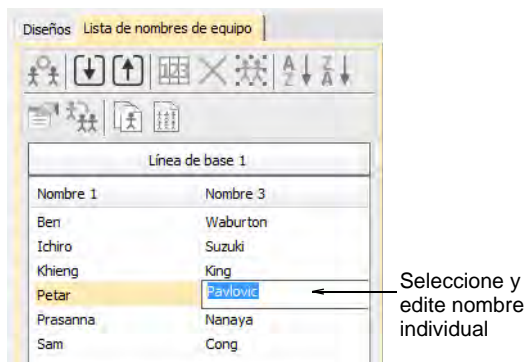 Diseños Lista de nombres de equipo
123 A Z Z A
Línea de base 1
Nombre 1 Nombre 3
Ben Waburton
Ichiro Suzuki
Khieng King
Petar Pavlovic
Prasanna Nanaya
Sam Cong
Seleccione y
edite nombre
individual